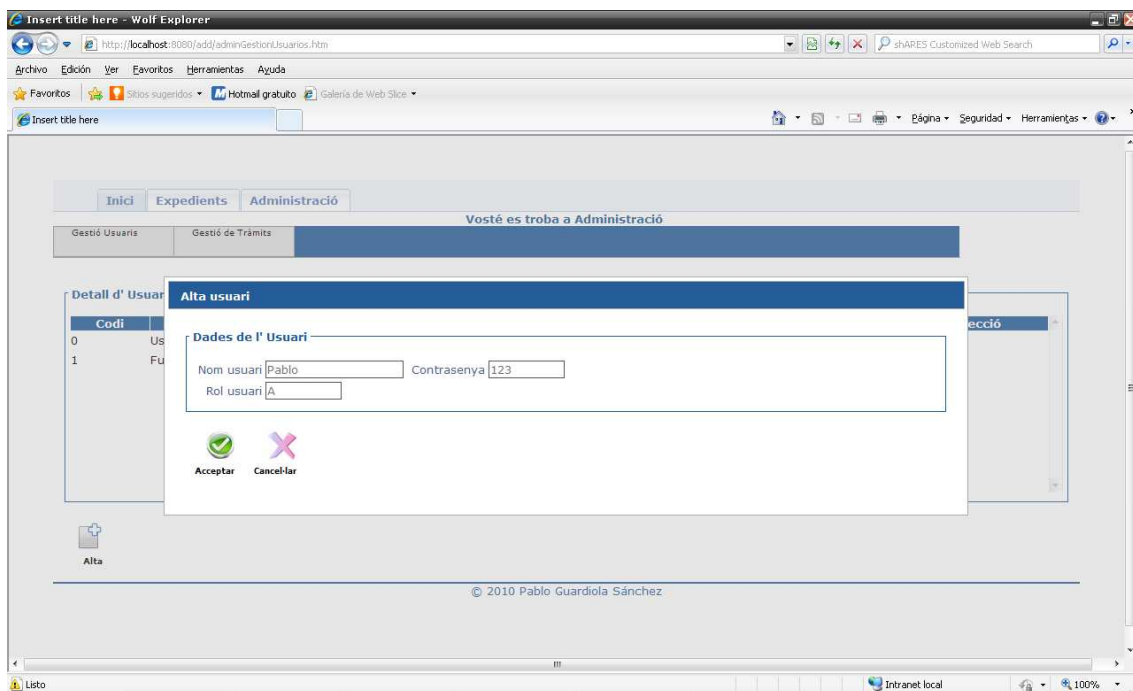 Insert title here - Wolf Explorer
http://localhost:8080/add/adminGestionUsuarios.htm
shARES Customized Web Search
Archivo Edición Ver Favoritos Herramientas Ayuda
Favoritos Sitios sugeridos Hotmail gratuito Galería de Web Slice
Insert title here
Página Seguridad Herramientas
Inici Expedients Administració
Vosté es troba a Administració
Gestió Usuaris Gestió de Tràmits
Detall d' Usuar
Alta usuari
Codi ecció
0 Us
1 Fu
Dades de l' Usuari
Nom usuari Pablo Contrasenya 123
Rol usuari A
Acceptar Cancel·lar
Alta
© 2010 Pablo Guardiola Sánchez
Listo Intranet local 100%